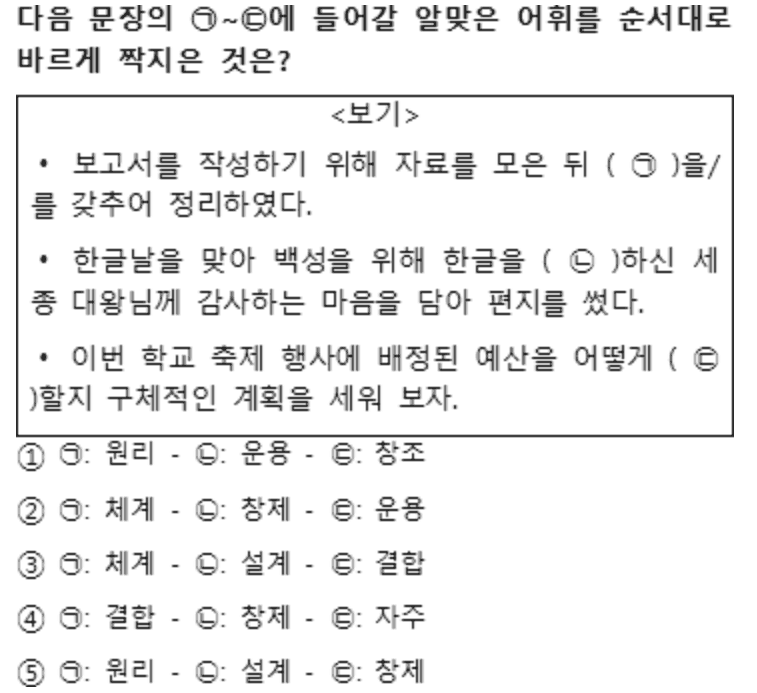 다음 문장의 ㉠~㉢에 들어갈 알맞은 어휘를 순서대로
바르게 짝지은 것은?
<보기>
• 보고서를 작성하기 위해 자료를 모은 뒤 ( ㉠ )을/
를 갖추어 정리하였다.
• 한글날을 맞아 백성을 위해 한글을 ( ㉡ )하신 세
종 대왕님께 감사하는 마음을 담아 편지를 썼다.
• 이번 학교 축제 행사에 배정된 예산을 어떻게 ( ㉢
)할지 구체적인 계획을 세워 보자.
① ㉠: 원리 - ㉡: 운용 - ㉢: 창조
② ㉠: 체계 - ㉡: 창제 - ㉢: 운용
③ ㉠: 체계 - ㉡: 설계 - ㉢: 결합
④ ㉠: 결합 - ㉡: 창제 - ㉢: 자주
⑤ ㉠: 원리 - ㉡: 설계 - ㉢: 창제